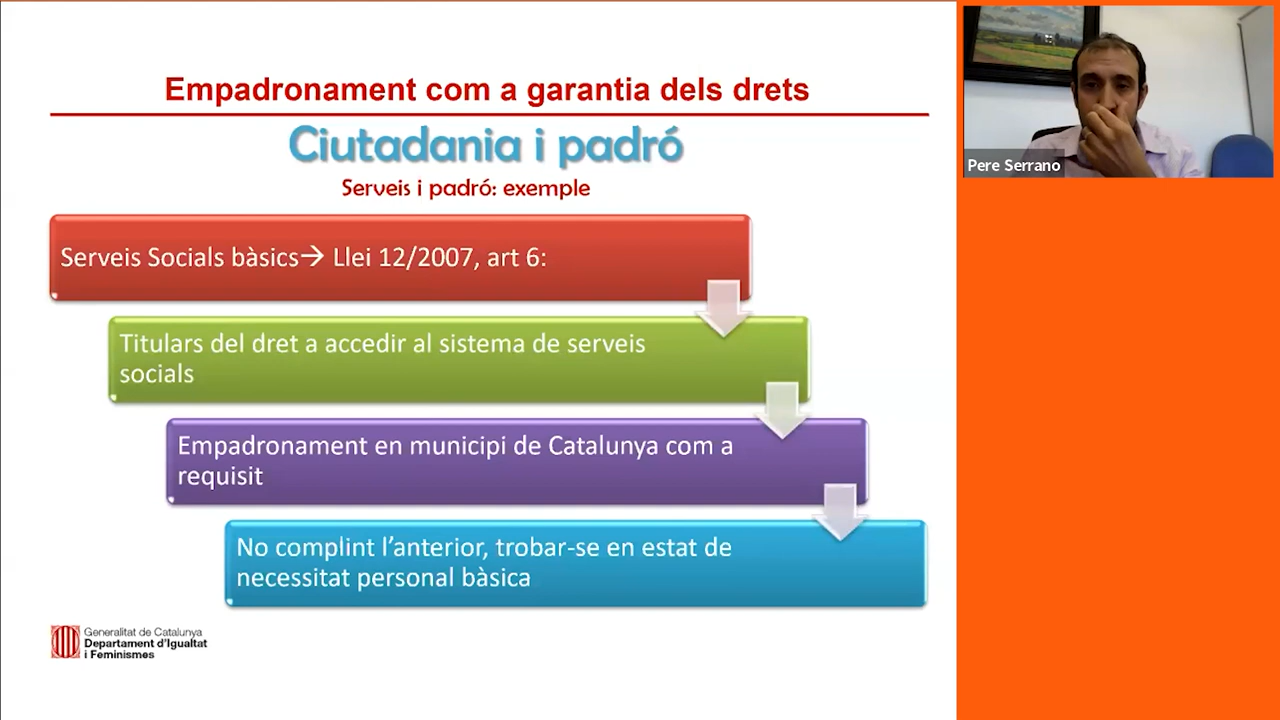 Empadronament com a garantia dels drets
Ciutadania i padró
Serveis i padró: exemple
Serveis Socials bàsics→ Llei 12/2007, art 6:
Titulars del dret a accedir al sistema de serveis
socials
Empadronament en municipi de Catalunya com a
requisit
No complint l’anterior, trobar-se en estat de
necessitat personal bàsica
Generalitat de Catalunya
Departament d'Igualtat
i Feminismes
Pere Serrano